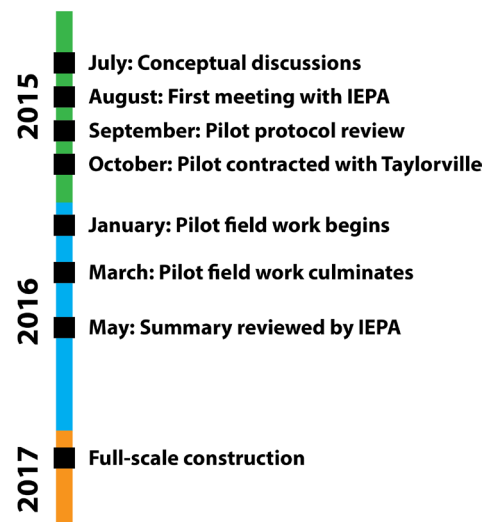 2015
July: Conceptual discussions
August: First meeting with IEPA
September: Pilot protocol review
October: Pilot contracted with Taylorville
2016
January: Pilot field work begins
March: Pilot field work culminates
May: Summary reviewed by IEPA
2017
Full-scale construction